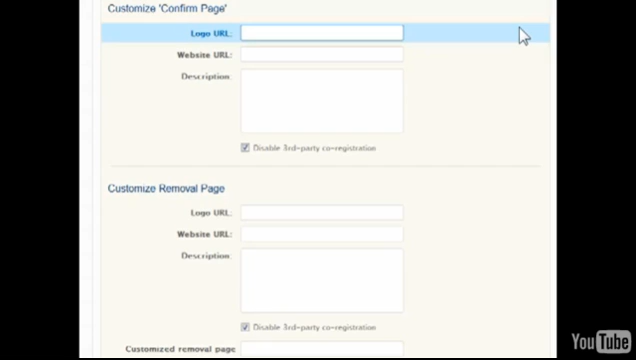 Customize 'Confirm Page'
Logo URL:
Website URL:
Description:
Disable 3rd-party co-registration
Customize Removal Page
Logo URL:
Website URL:
Description:
Disable 3rd-party co-registration
Customized removal page
YouTube